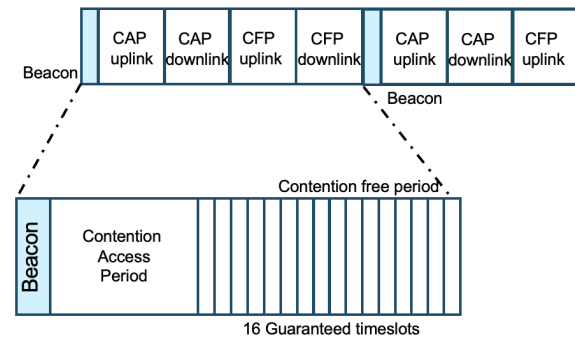 CAP
uplink
CAP
downlink
CFP
uplink
CFP
downlink
CAP
uplink
CAP
downlink
CFP
uplink
Beacon
Beacon
Contention free period
Beacon
Contention
Access
Period
16 Guaranteed timeslots